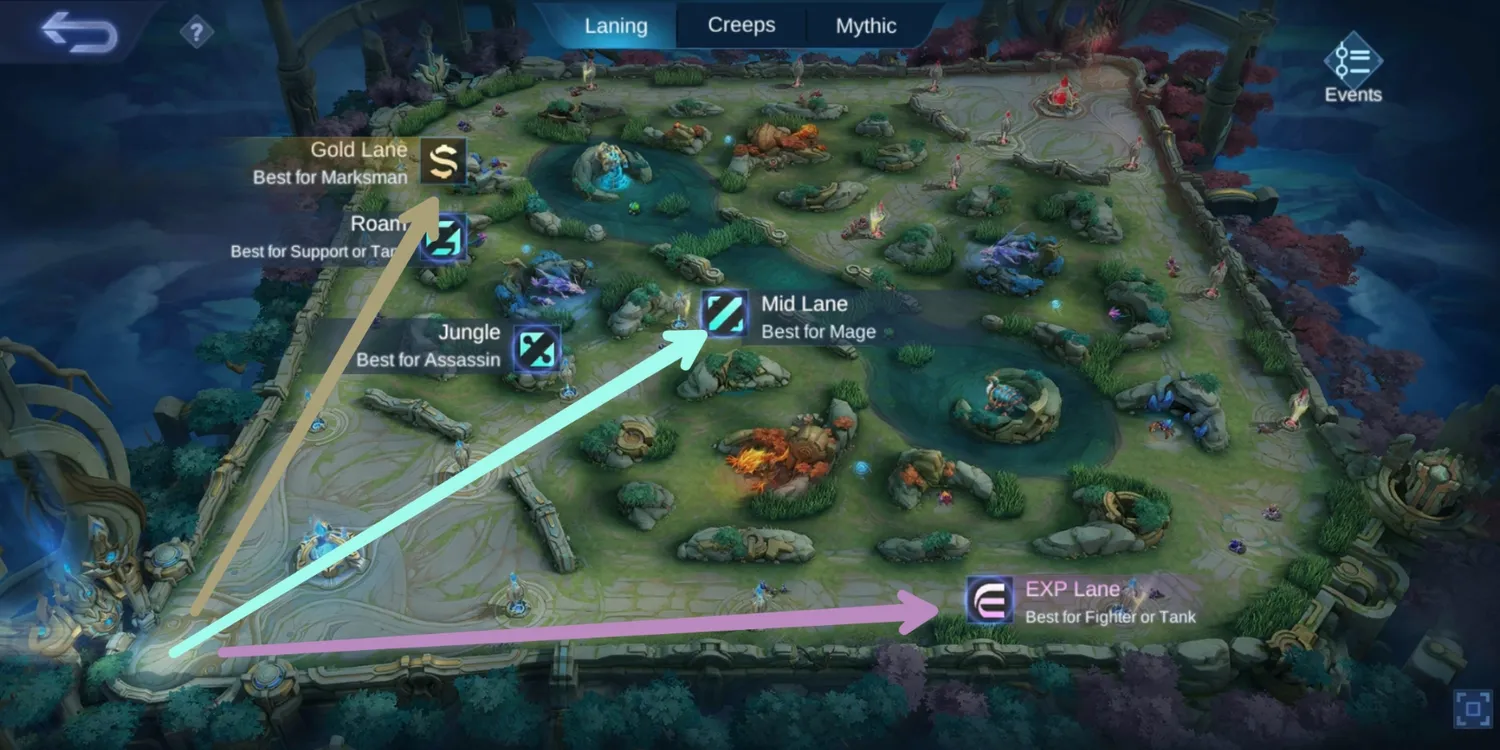 Laning
Creeps
Mythic
?
Events
Gold Lane
Best for Marksman
Roam
Best for Support or
Jungle
Best for Assassin
Mid Lane
Best for Mage
EXP Lane
Best for Fighter or Tank